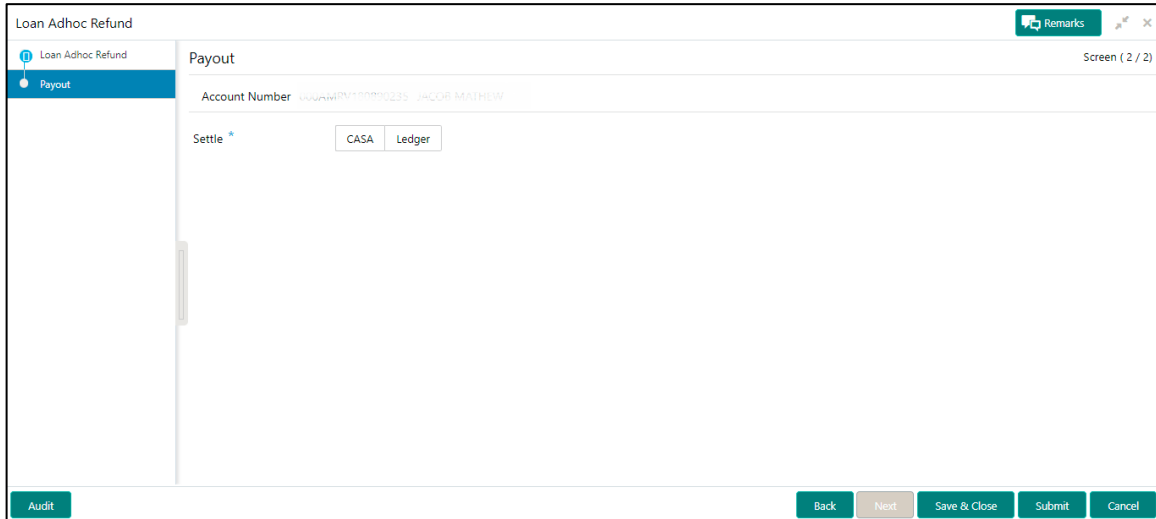 Loan Adhoc Refund
Remarks
Loan Adhoc Refund
Payout
Payout
Screen ( 2 / 2)
Account Number
Settle *
CASA Ledger
Audit
Back Next Save & Close Submit Cancel